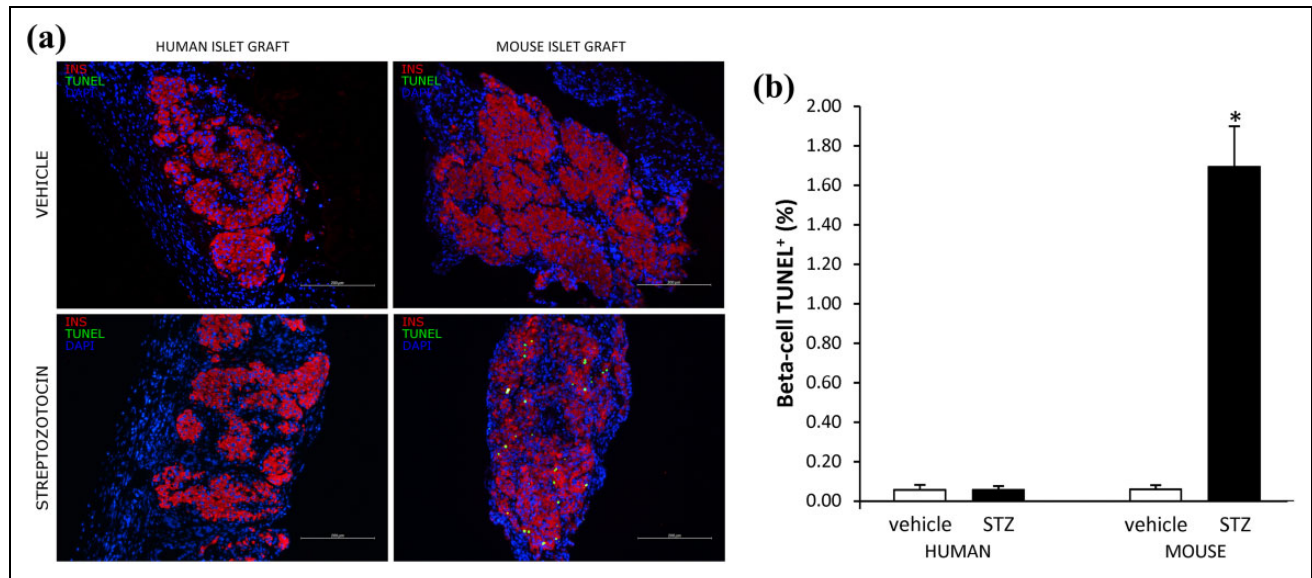 (a)
HUMAN ISLET GRAFT
MOUSE ISLET GRAFT
VEHICLE
INS
TUNEL
DAPI
INS
TUNEL
DAPI
STREPTOZOTOCIN
INS
TUNEL
DAPI
INS
TUNEL
DAPI
(b)
Beta-cell TUNEL⁺ (%)
2.00
1.80
1.60
1.40
1.20
1.00
0.80
0.60
0.40
0.20
0.00
*
vehicle STZ vehicle STZ
HUMAN MOUSE